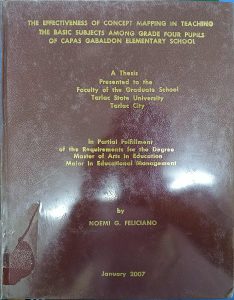 THE EFFECTIVENESS OF CONCEPT MAPPING IN TEACHING
THE BASIC SUBJECTS AMONG GRADE FOUR PUPILS
OF CAPAS GABALDON ELEMENTARY SCHOOL
A Thesis
Presented to the
Faculty of the Graduate School
Tarlac State University
Tarlac City
In Partial Fulfillment
of the Requirements for the Degree
Master of Arts in Education
Major in Educational Management
by
NOEMI G. FELICIANO
January 2007